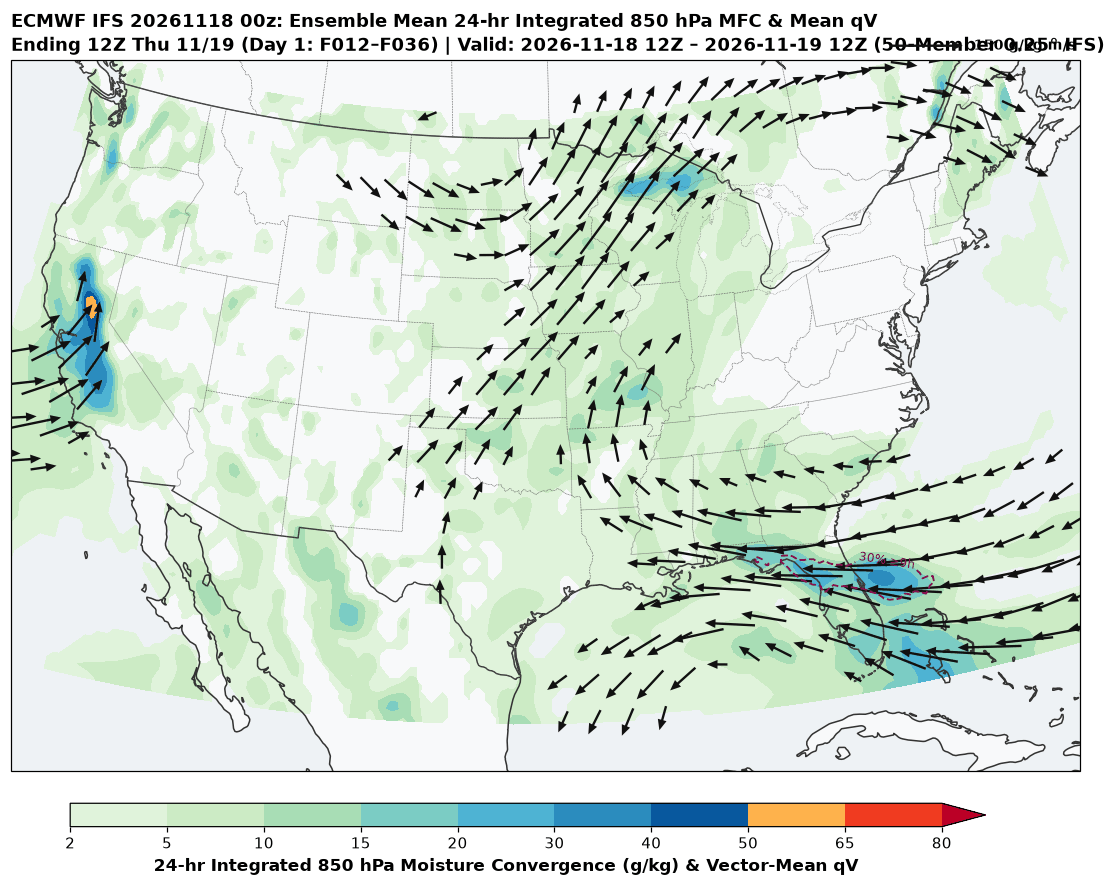 ECMWF IFS 20261118 00z: Ensemble Mean 24-hr Integrated 850 hPa MFC & Mean qV
Ending 12Z Thu 11/19 (Day 1: F012–F036) | Valid: 2026-11-18 12Z – 2026-11-19 12Z (50-Member 0.25° IFS)
30%
2 5 10 15 20 30 40 50 65 80
24-hr Integrated 850 hPa Moisture Convergence (g/kg) & Vector-Mean qV